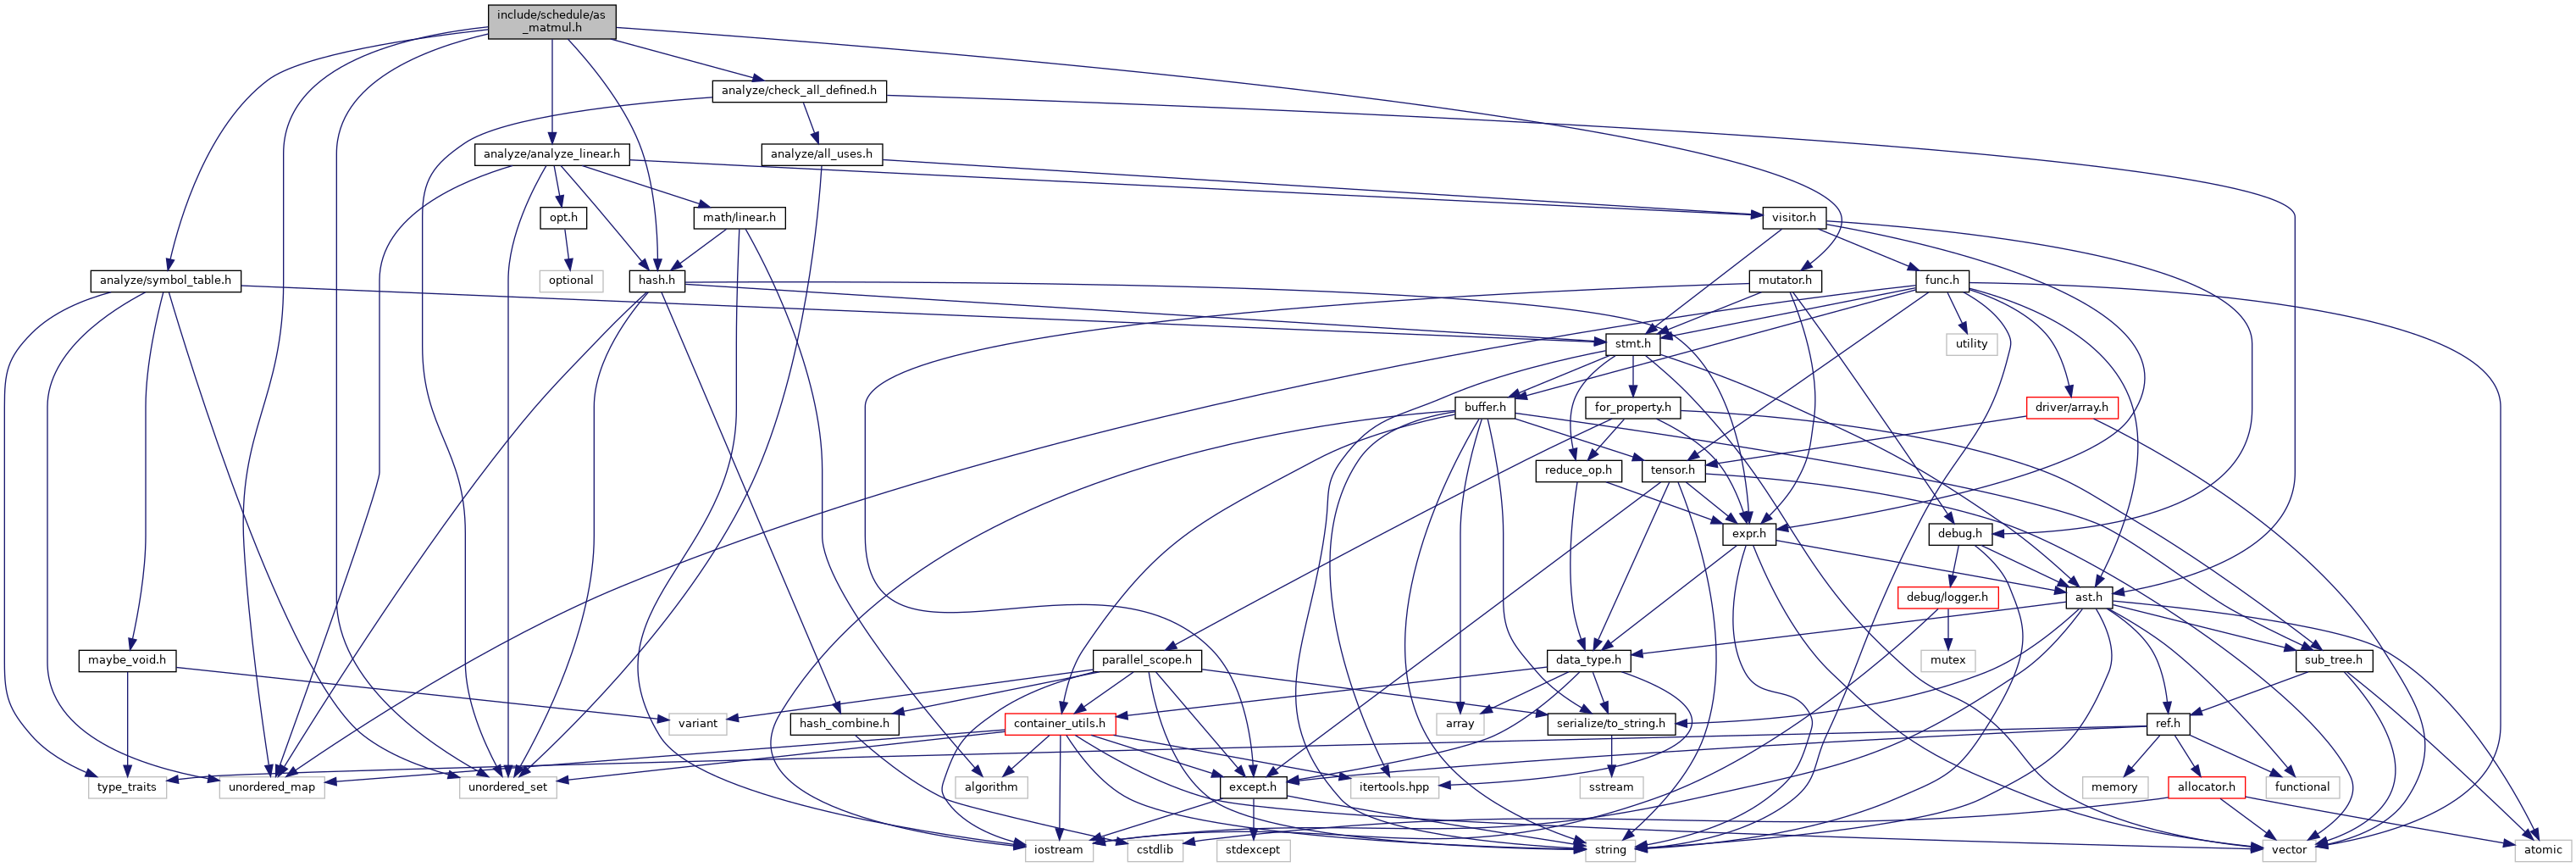 include/schedule/as
_matmul.h
analyze/check_all_defined.h
analyze/analyze_linear.h
analyze/all_uses.h
opt.h
math/linear.h
visitor.h
analyze/symbol_table.h
optional
hash.h
mutator.h
func.h
stmt.h
utility
buffer.h
for_property.h
driver/array.h
reduce_op.h
tensor.h
expr.h
debug.h
debug/logger.h
ast.h
maybe_void.h
parallel_scope.h
data_type.h
mutex
sub_tree.h
variant
hash_combine.h
container_utils.h
array
serialize/to_string.h
ref.h
type_traits
unordered_map
unordered_set
algorithm
except.h
itertools.hpp
sstream
memory
allocator.h
functional
iostream
cstdlib
stdexcept
string
vector
atomic